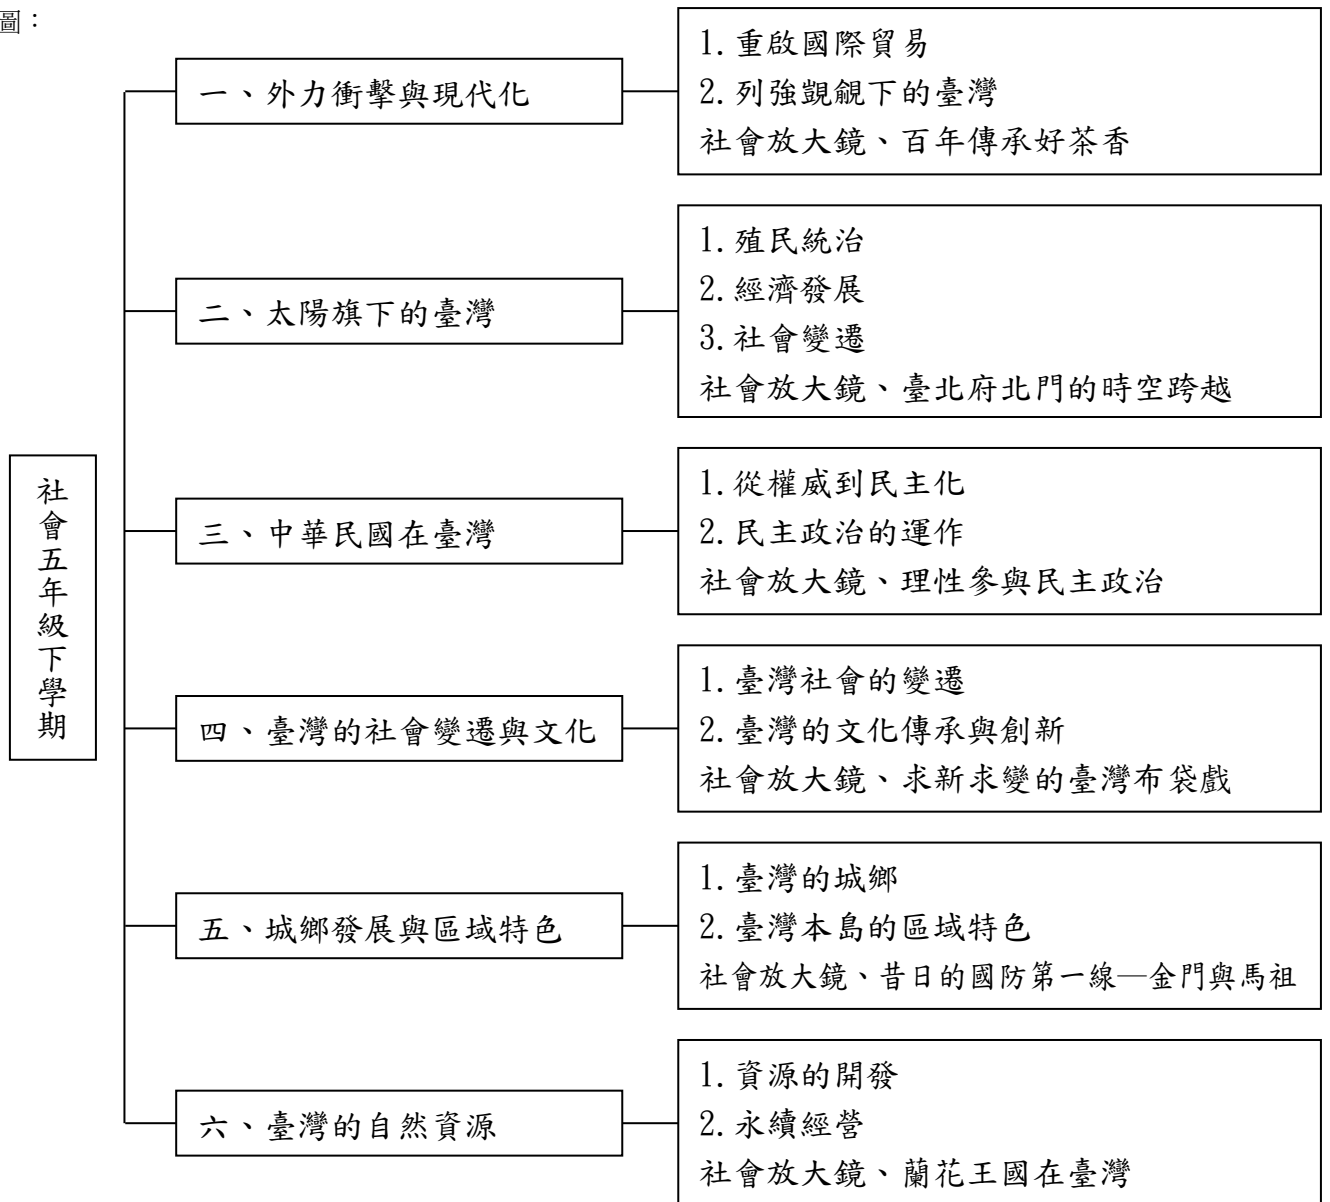 圖：
社會五年級下學期
一、外力衝擊與現代化
1.重啟國際貿易
2.列強覬覦下的臺灣
社會放大鏡、百年傳承好茶香
二、太陽旗下的臺灣
1.殖民統治
2.經濟發展
3.社會變遷
社會放大鏡、臺北府北門的時空跨越
三、中華民國在臺灣
1.從權威到民主化
2.民主政治的運作
社會放大鏡、理性參與民主政治
四、臺灣的社會變遷與文化
1.臺灣社會的變遷
2.臺灣的文化傳承與創新
社會放大鏡、求新求變的臺灣布袋戲
五、城鄉發展與區域特色
1.臺灣的城鄉
2.臺灣本島的區域特色
社會放大鏡、昔日的國防第一線─金門與馬祖
六、臺灣的自然資源
1.資源的開發
2.永續經營
社會放大鏡、蘭花王國在臺灣